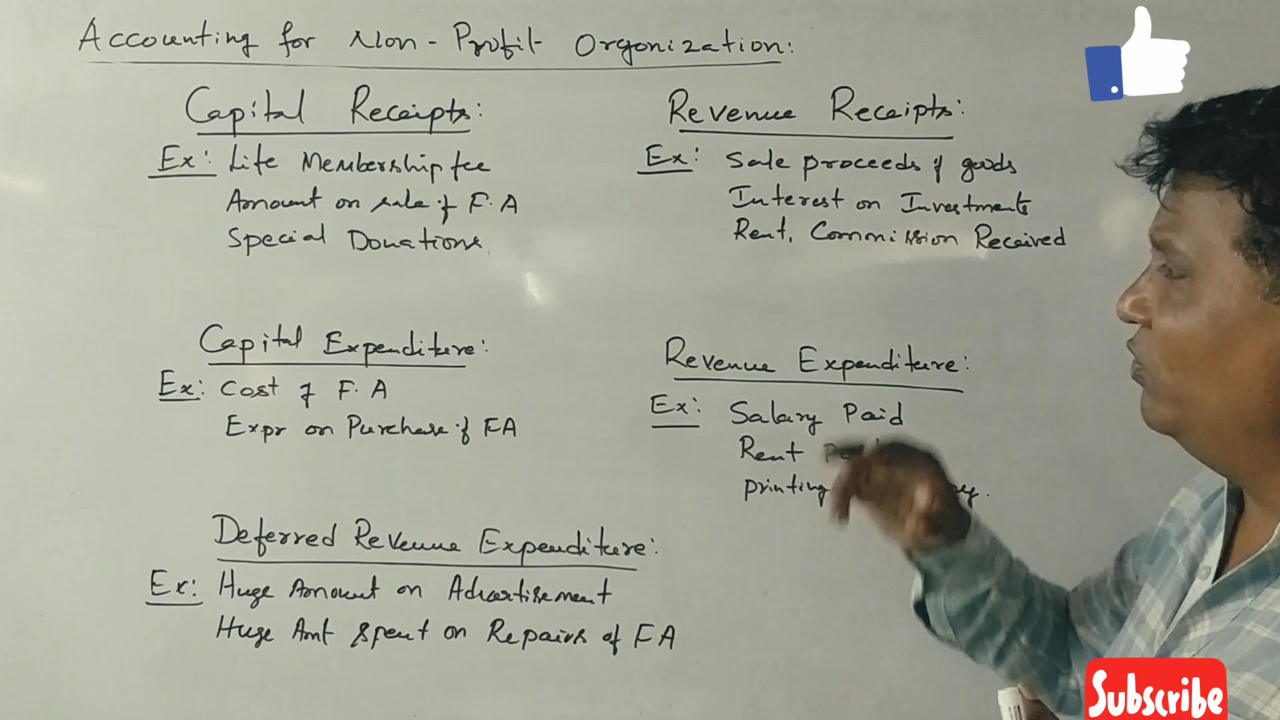 Accounting for Non-Profit Orgonization:
Capital Receipts:
Ex: Life Membership fee
Amount on sale of F.A
Special Donations
Revenue Receipts:
Ex: Sale proceeds of goods
Interest on Investments
Rent, Commission Received
Capital Expenditure:
Ex: Cost of F.A
Expr on Purchase of FA
Revenue Expenditure:
Ex: Salary Paid
Rent
printing
Deferred Revenue Expenditure:
Ex: Huge Amount on Advartisement
Huge Amt Spent on Repairs of FA
Subscribe